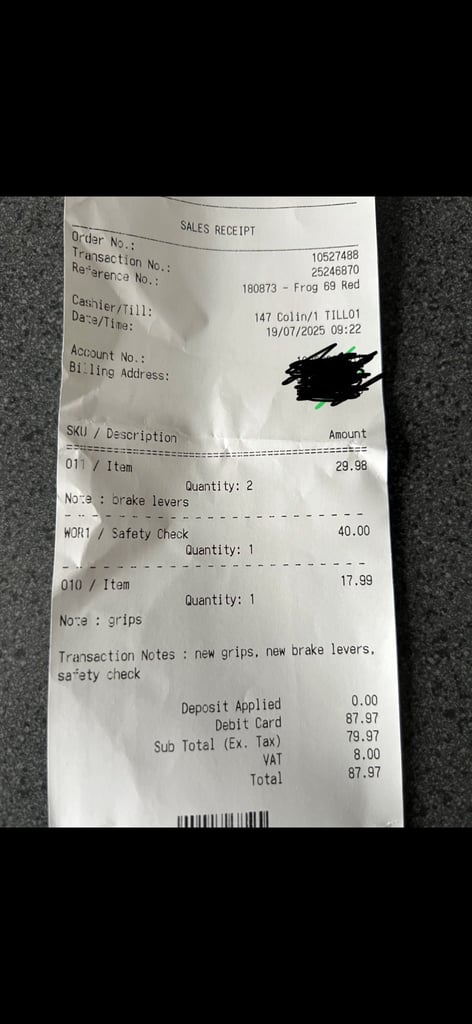 SALES RECEIPT
Order No.: 10527488
Transaction No.: 25246870
Reference No.: 180873 - Frog 69 Red
Cashier/Till: 147 Colin/1 TILL01
Date/Time: 19/07/2025 09:22
Account No.:
Billing Address:
SKU / Description Amount
011 / Item 29.98
Quantity: 2
Note : brake levers
WOR1 / Safety Check 40.00
Quantity: 1
010 / Item 17.99
Quantity: 1
Note : grips
Transaction Notes : new grips, new brake levers,
safety check
Deposit Applied 0.00
Debit Card 87.97
Sub Total (Ex. Tax) 79.97
VAT 8.00
Total 87.97